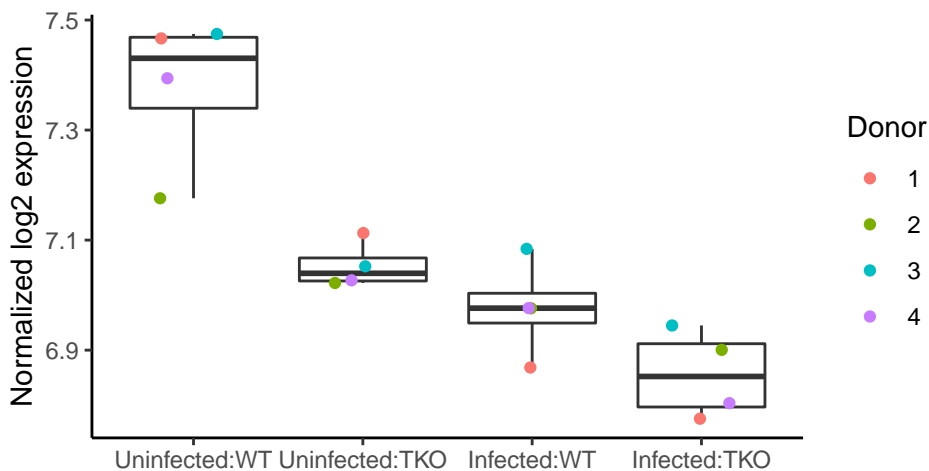 Normalized log2 expression
7.5
7.3
7.1
6.9
Uninfected:WT
Uninfected:TKO
Infected:WT
Infected:TKO
Donor
1
2
3
4